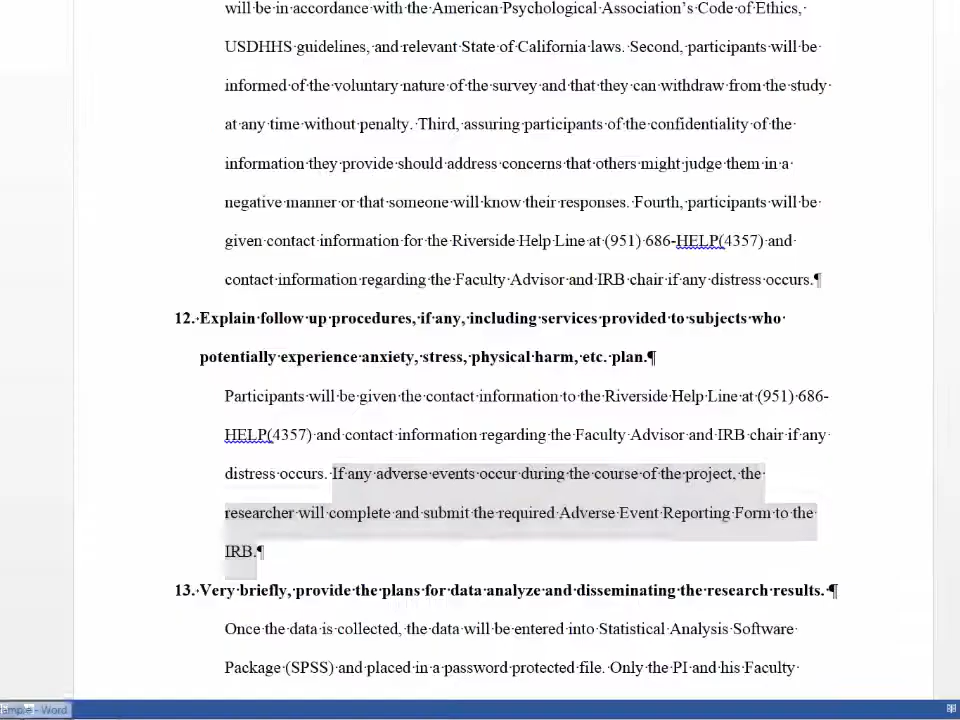 will be in accordance with the American Psychological Association's Code of Ethics,
USDHHS guidelines, and relevant State of California laws. Second, participants will be
informed of the voluntary nature of the survey and that they can withdraw from the study
at any time without penalty. Third, assuring participants of the confidentiality of the
information they provide should address concerns that others might judge them in a
negative manner or that someone will know their responses. Fourth, participants will be
given contact information for the Riverside Help Line at (951) 686-HELP(4357) and
contact information regarding the Faculty Advisor and IRB chair if any distress occurs.¶
12. Explain follow up procedures, if any, including services provided to subjects who
potentially experience anxiety, stress, physical harm, etc. plan.¶
Participants will be given the contact information to the Riverside Help Line at (951) 686-
HELP(4357) and contact information regarding the Faculty Advisor and IRB chair if any
distress occurs. If any adverse events occur during the course of the project, the
researcher will complete and submit the required Adverse Event Reporting Form to the
IRB.¶
13. Very briefly, provide the plans for data analyze and disseminating the research results. ¶
Once the data is collected, the data will be entered into Statistical Analysis Software
Package (SPSS) and placed in a password protected file. Only the PI and his Faculty
ample - Word